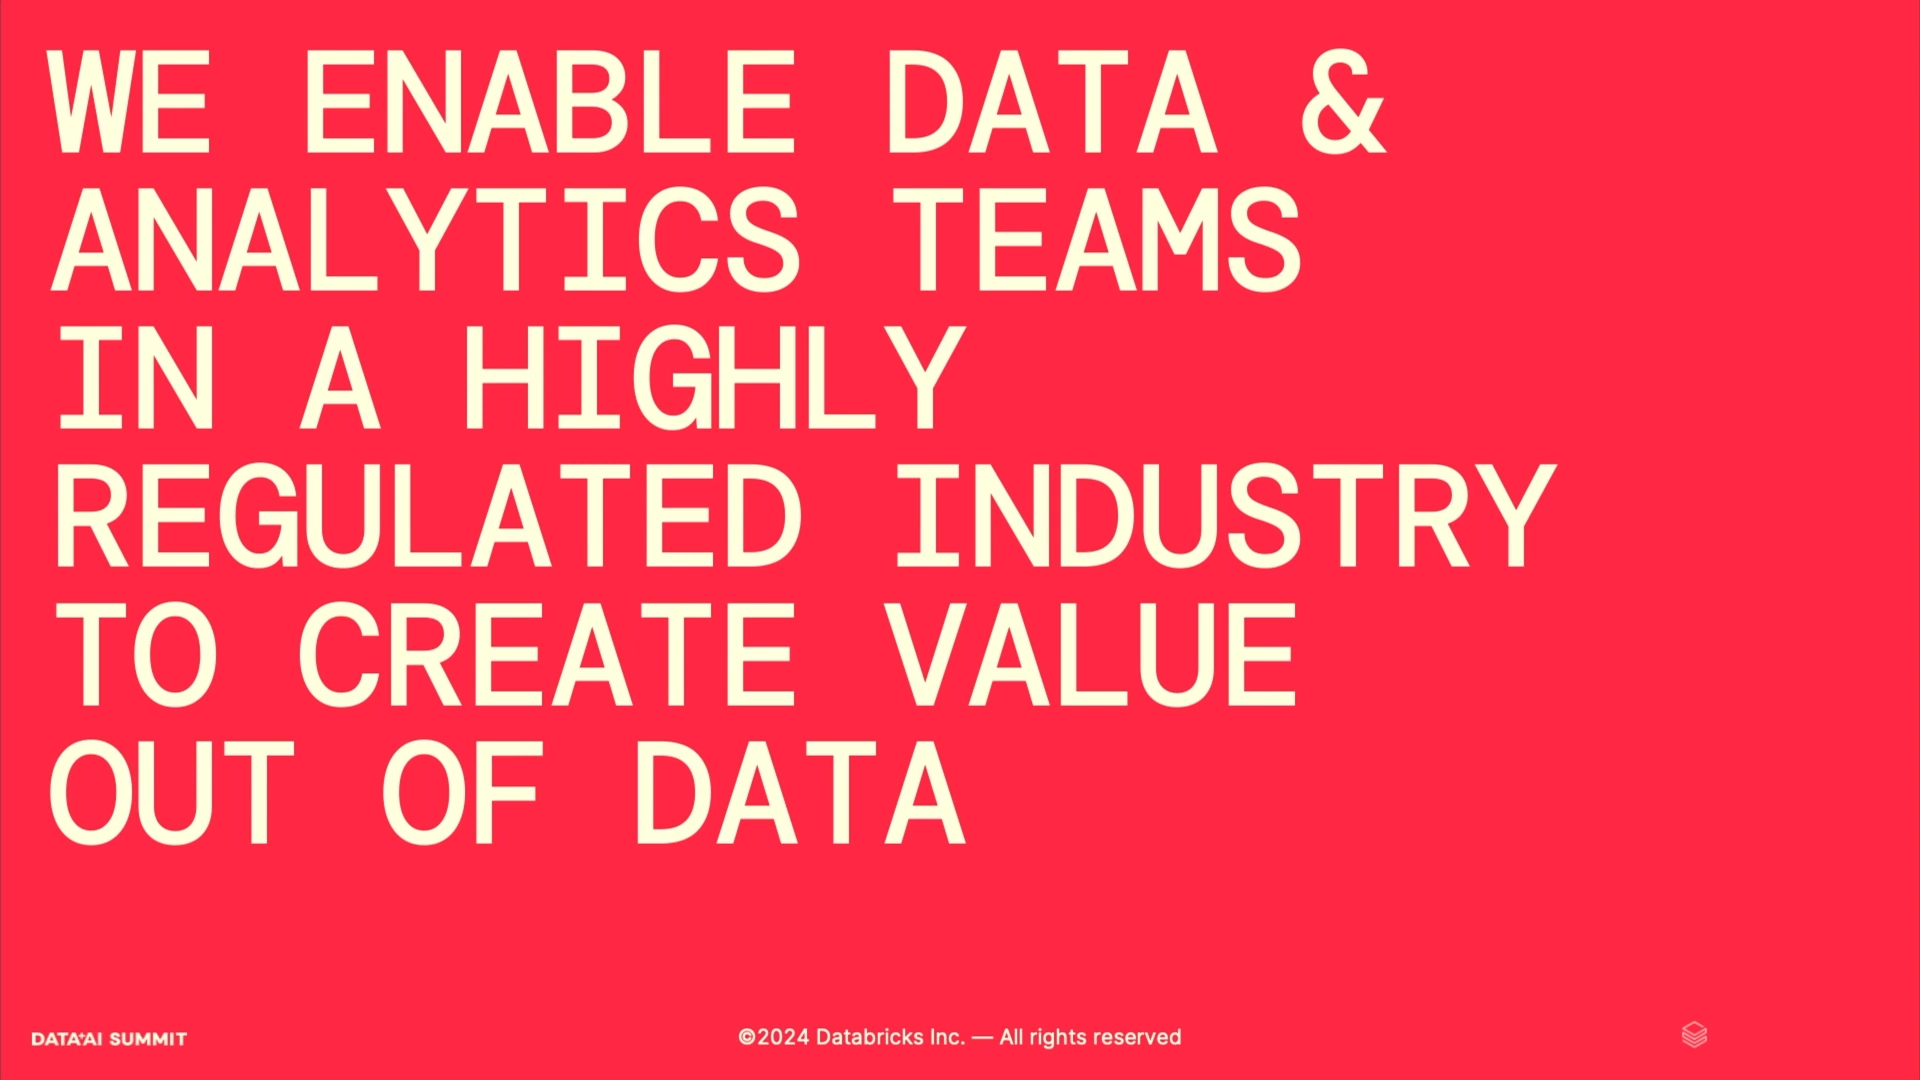 WE ENABLE DATA &
ANALYTICS TEAMS
IN A HIGHLY
REGULATED INDUSTRY
TO CREATE VALUE
OUT OF DATA
DATA+AI SUMMIT
©2024 Databricks Inc. — All rights reserved